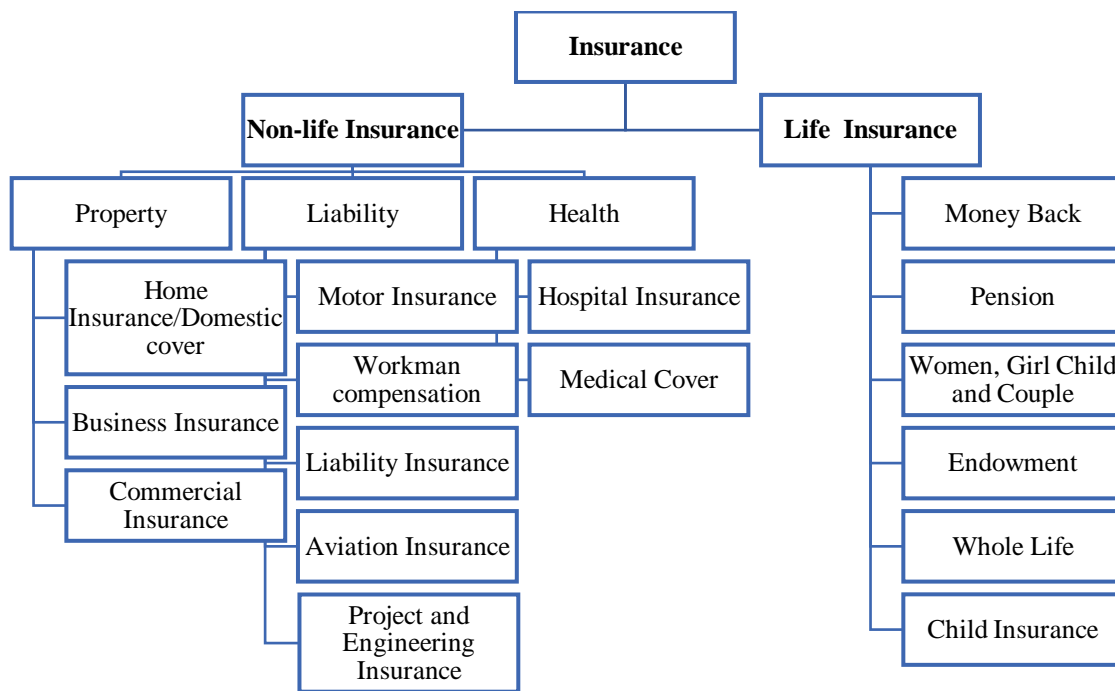 Insurance
Non-life Insurance
Life Insurance
Property
Liability
Health
Home
Insurance/Domestic
cover
Business Insurance
Commercial
Insurance
Motor Insurance
Workman
compensation
Liability Insurance
Aviation Insurance
Project and
Engineering
Insurance
Hospital Insurance
Medical Cover
Money Back
Pension
Women, Girl Child
and Couple
Endowment
Whole Life
Child Insurance